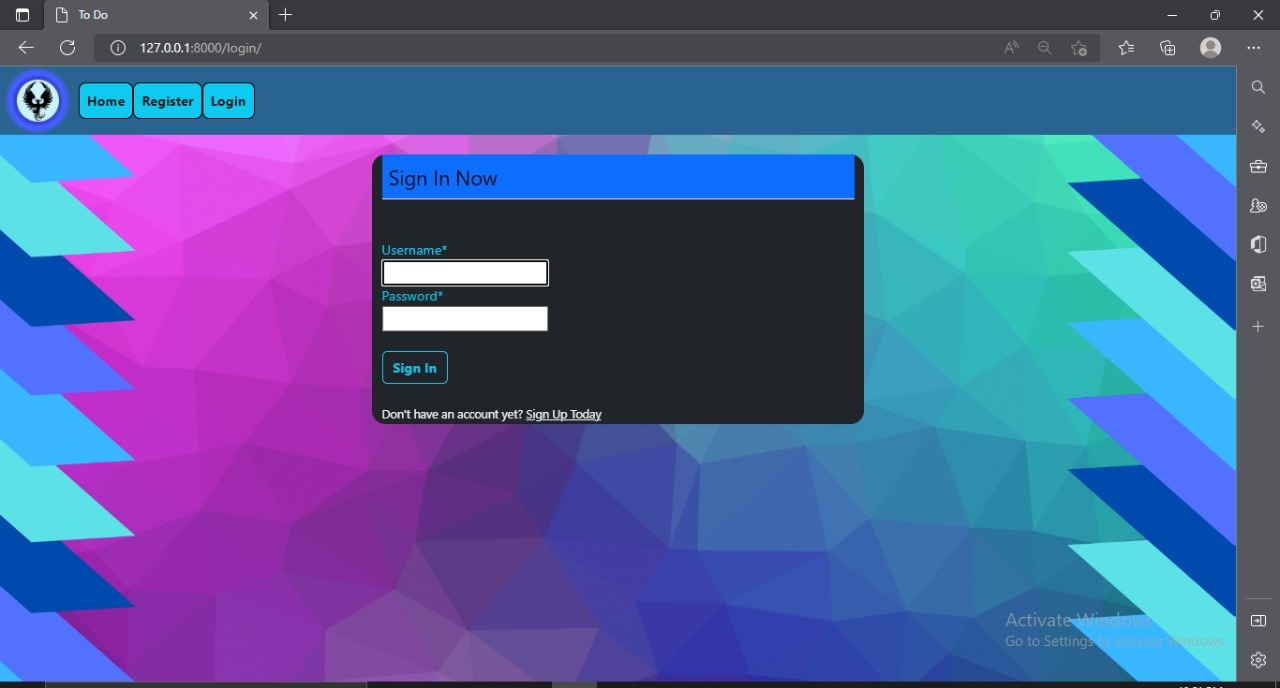 To Do
127.0.0.1:8000/login/
Home Register Login
Sign In Now
Username*
Password*
Sign In
Don't have an account yet? Sign Up Today
Activate Windows
Go to Settings to activate Windows.